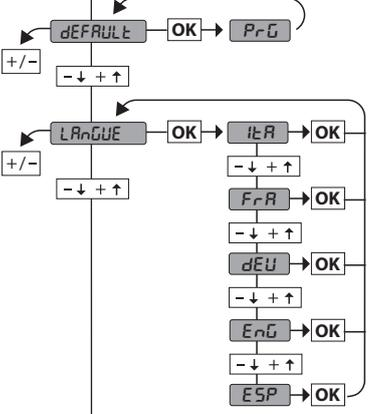 dEFAULt OK PrG
+/-
-↓ +↑
LAnGUE OK ItA OK
+/-
-↓ +↑
-↓ +↑
FrA OK
-↓ +↑
dEU OK
-↓ +↑
EnG OK
-↓ +↑
ESP OK